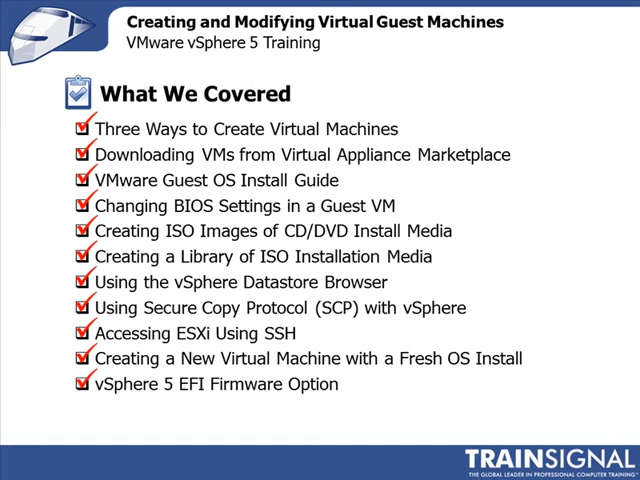 Creating and Modifying Virtual Guest Machines
VMware vSphere 5 Training
What We Covered
Three Ways to Create Virtual Machines
Downloading VMs from Virtual Appliance Marketplace
VMware Guest OS Install Guide
Changing BIOS Settings in a Guest VM
Creating ISO Images of CD/DVD Install Media
Creating a Library of ISO Installation Media
Using the vSphere Datastore Browser
Using Secure Copy Protocol (SCP) with vSphere
Accessing ESXi Using SSH
Creating a New Virtual Machine with a Fresh OS Install
vSphere 5 EFI Firmware Option
TRAINSIGNAL
THE GLOBAL LEADER IN PROFESSIONAL COMPUTER TRAINING